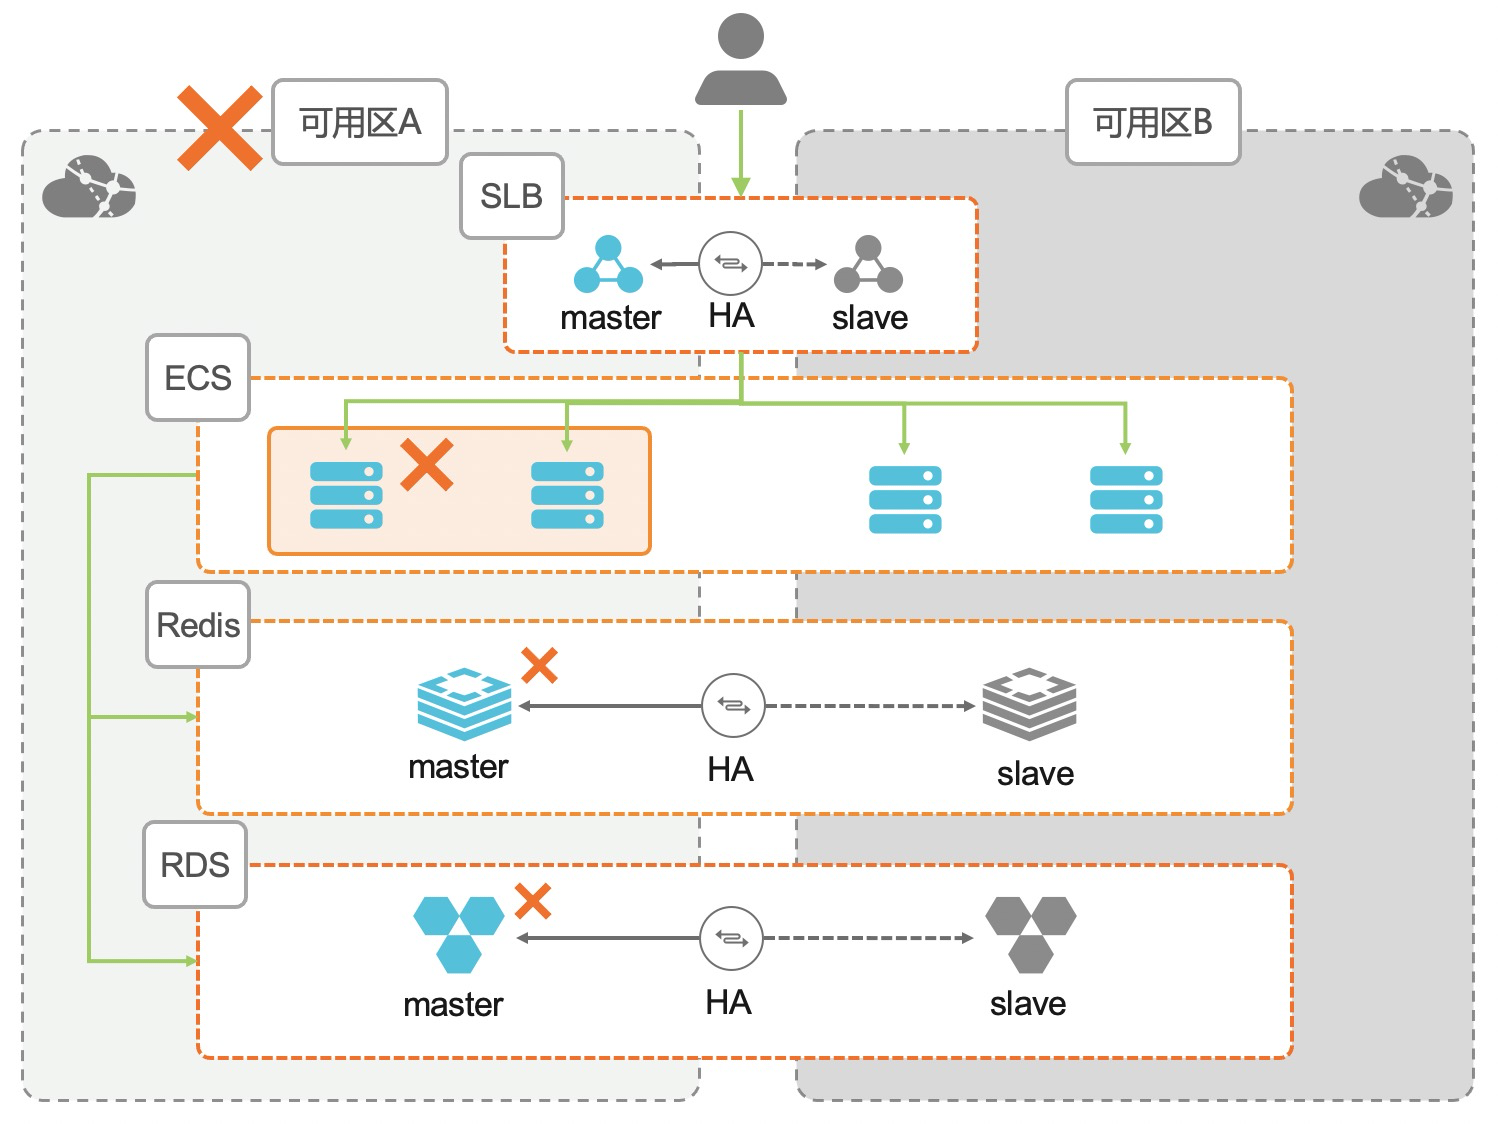 可用区A
可用区B
SLB
master
HA
slave
ECS
Redis
master
HA
slave
RDS
master
HA
slave